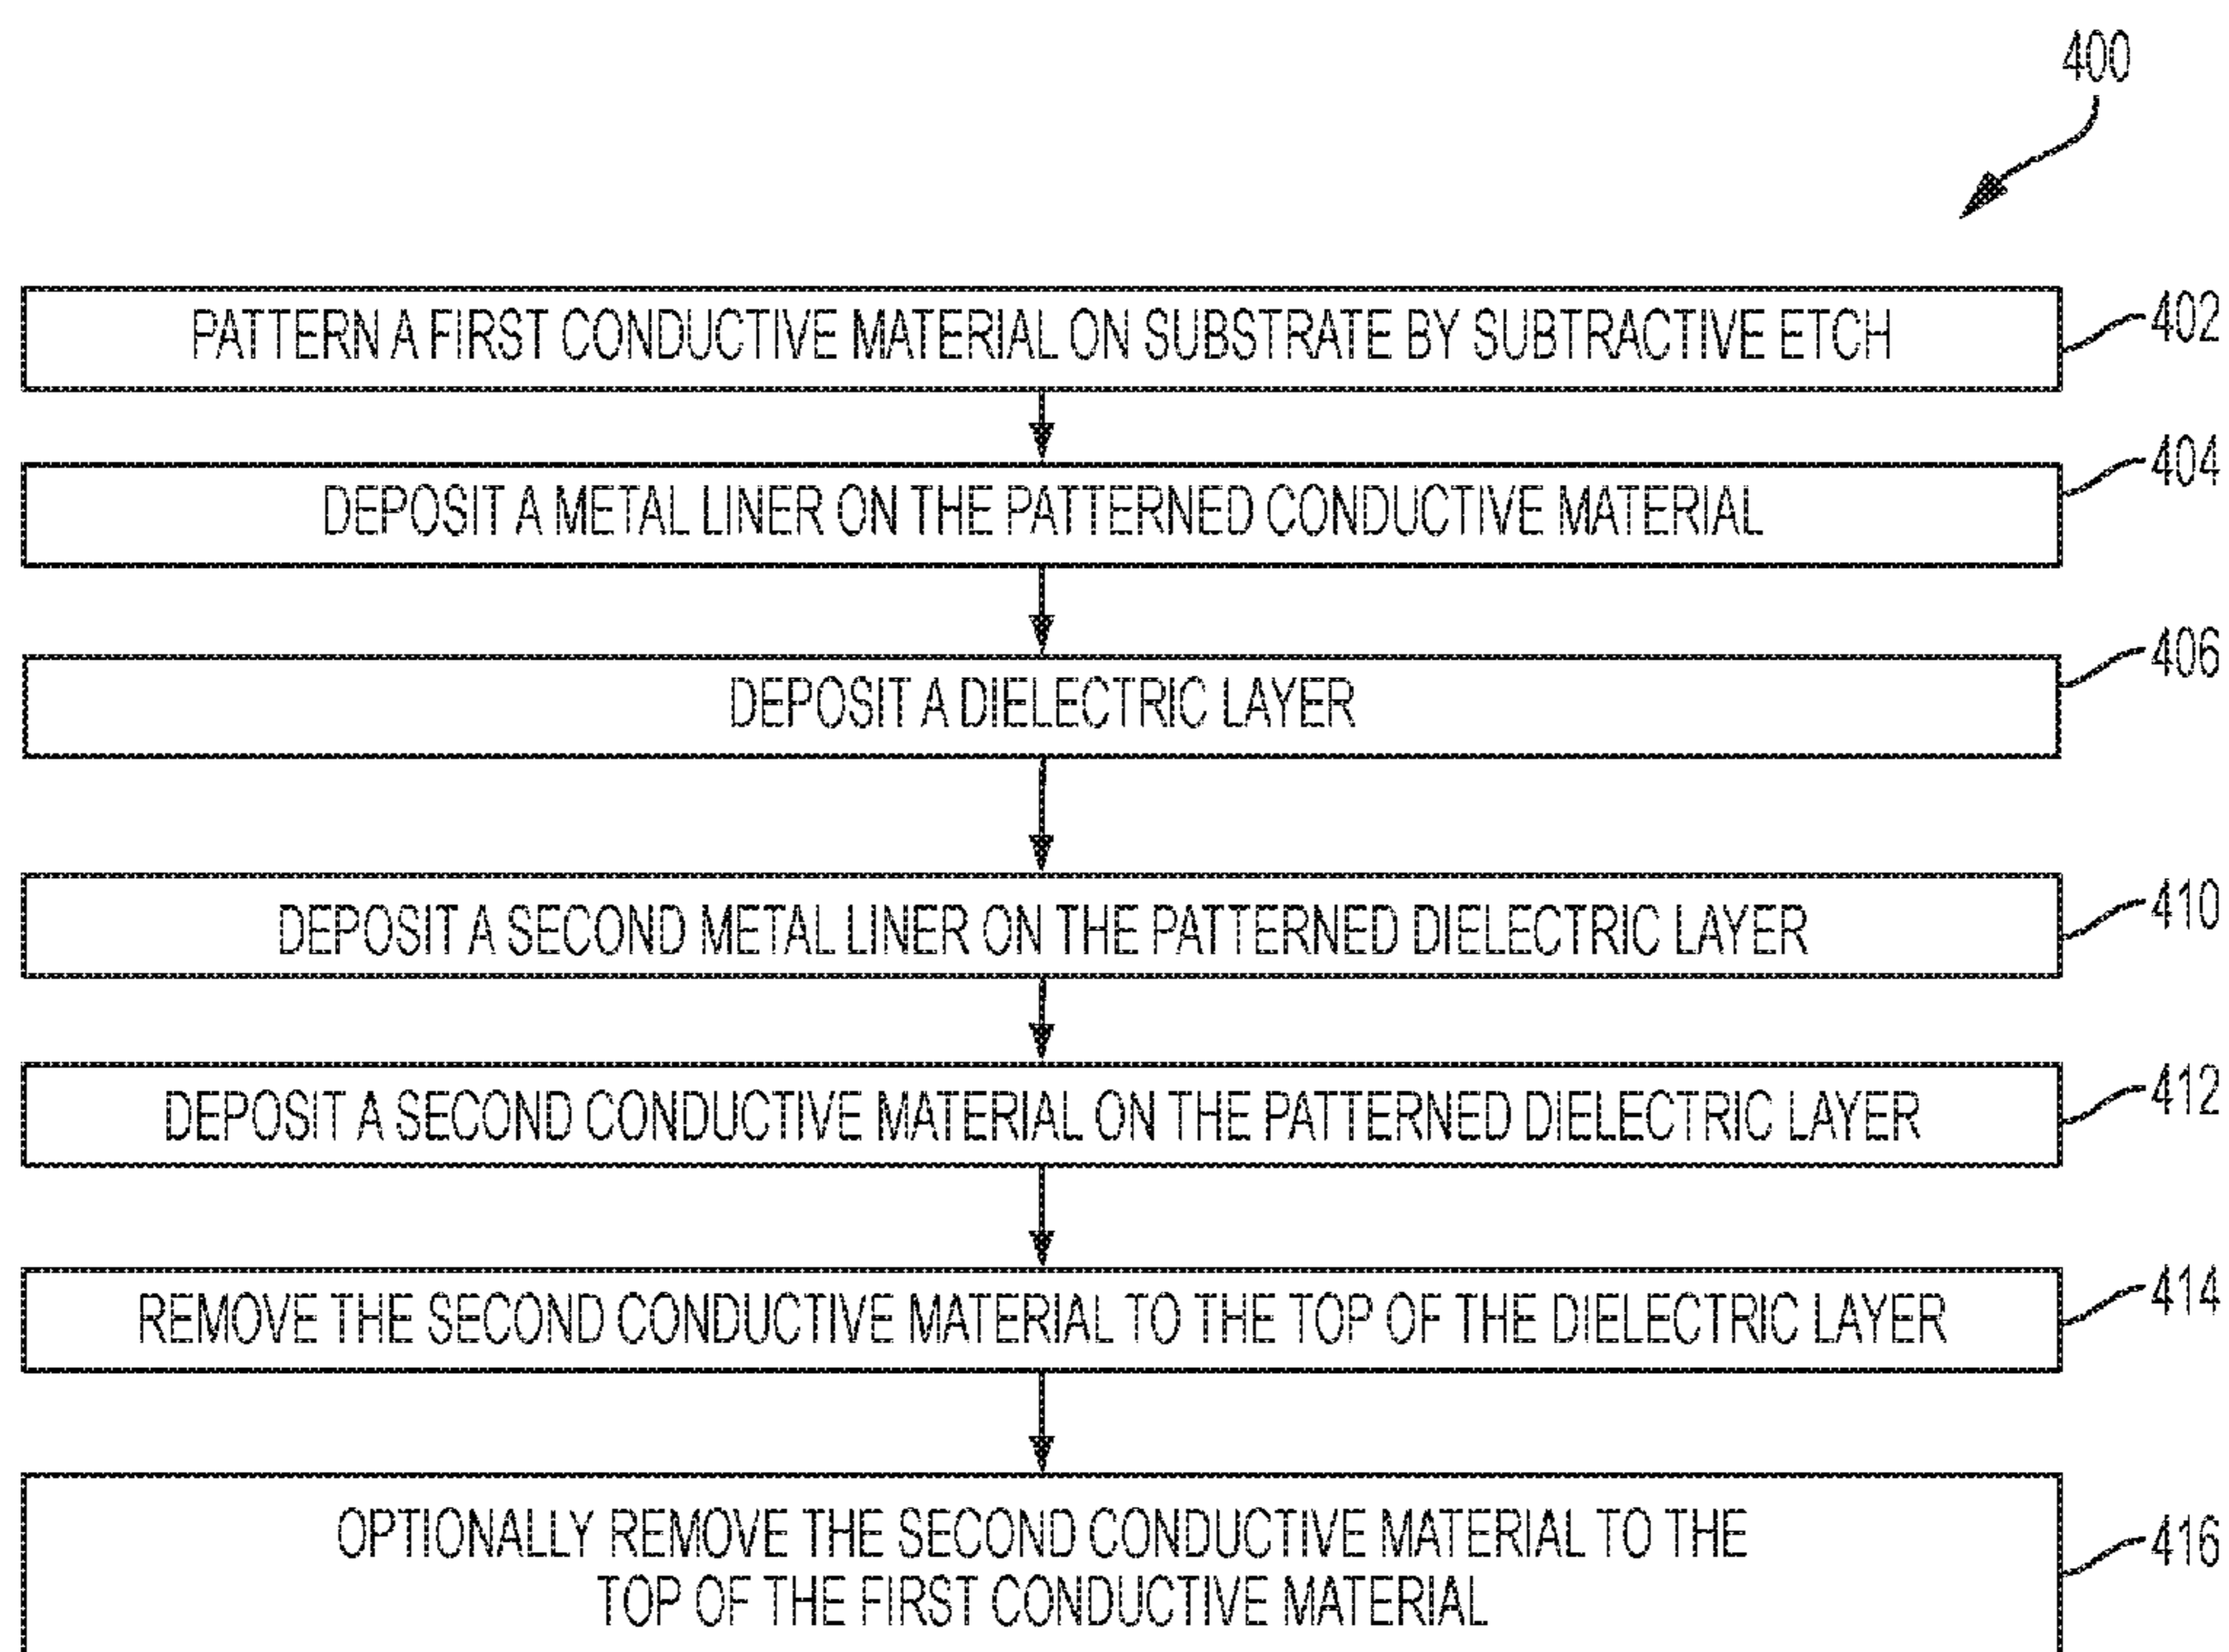 400
PATTERN A FIRST CONDUCTIVE MATERIAL ON SUBSTRATE BY SUBTRACTIVE ETCH
402
DEPOSIT A METAL LINER ON THE PATTERNED CONDUCTIVE MATERIAL
404
DEPOSIT A DIELECTRIC LAYER
406
DEPOSIT A SECOND METAL LINER ON THE PATTERNED DIELECTRIC LAYER
410
DEPOSIT A SECOND CONDUCTIVE MATERIAL ON THE PATTERNED DIELECTRIC LAYER
412
REMOVE THE SECOND CONDUCTIVE MATERIAL TO THE TOP OF THE DIELECTRIC LAYER
414
OPTIONALLY REMOVE THE SECOND CONDUCTIVE MATERIAL TO THE
TOP OF THE FIRST CONDUCTIVE MATERIAL
416